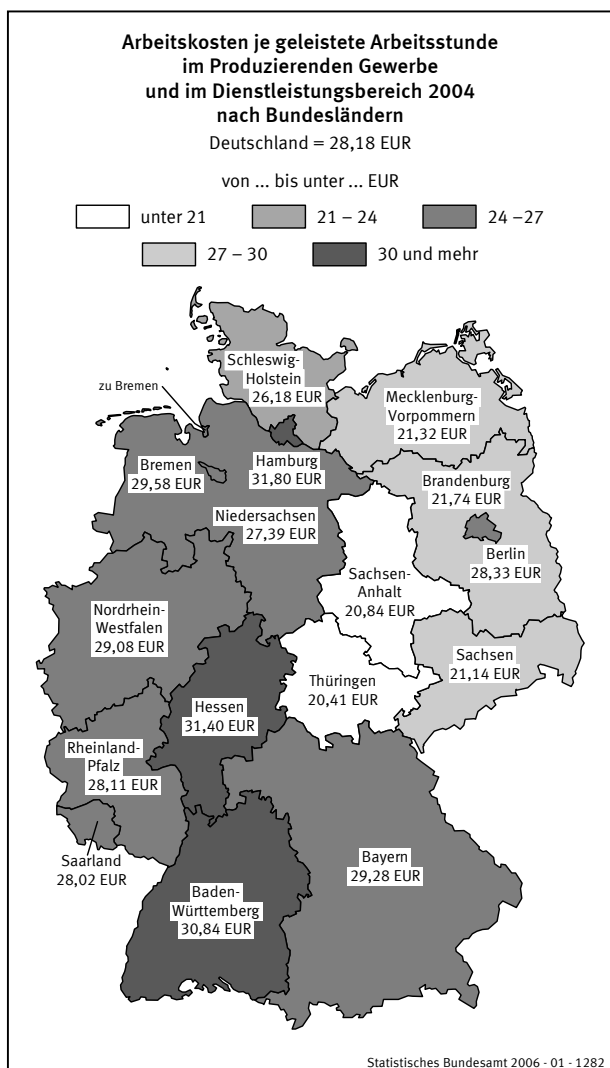 Arbeitskosten je geleistete Arbeitsstunde
im Produzierenden Gewerbe
und im Dienstleistungsbereich 2004
nach Bundesländern
Deutschland = 28,18 EUR
von ... bis unter ... EUR
unter 21
21 – 24
24 –27
27 – 30
30 und mehr
Schleswig-
Holstein
26,18 EUR
zu Bremen
Mecklenburg-
Vorpommern
21,32 EUR
Bremen
29,58 EUR
Hamburg
31,80 EUR
Brandenburg
21,74 EUR
Niedersachsen
27,39 EUR
Berlin
28,33 EUR
Sachsen-
Anhalt
20,84 EUR
Nordrhein-
Westfalen
29,08 EUR
Sachsen
21,14 EUR
Thüringen
20,41 EUR
Hessen
31,40 EUR
Rheinland-
Pfalz
28,11 EUR
Saarland
28,02 EUR
Bayern
29,28 EUR
Baden-
Württemberg
30,84 EUR
Statistisches Bundesamt 2006 - 01 - 1282